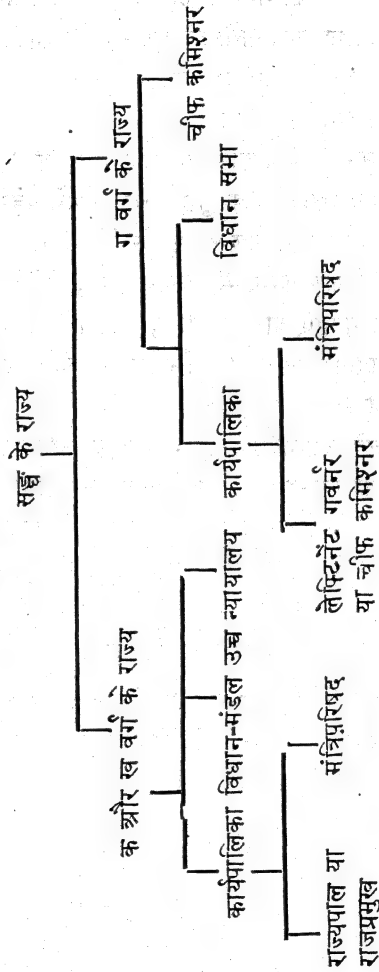 सङ्घ के राज्य
क और ख वर्ग के राज्य
ग वर्ग के राज्य
कार्यपालिका विधान-मंडल उच्च न्यायालय
कार्यपालिका
विधान सभा
चीफ कमिश्नर
राज्यपाल या
राजप्रमुख
मंत्रिपरिषद
लेफ्टिनेंट गवर्नर
या चीफ कमिश्नर
मंत्रिपरिषद